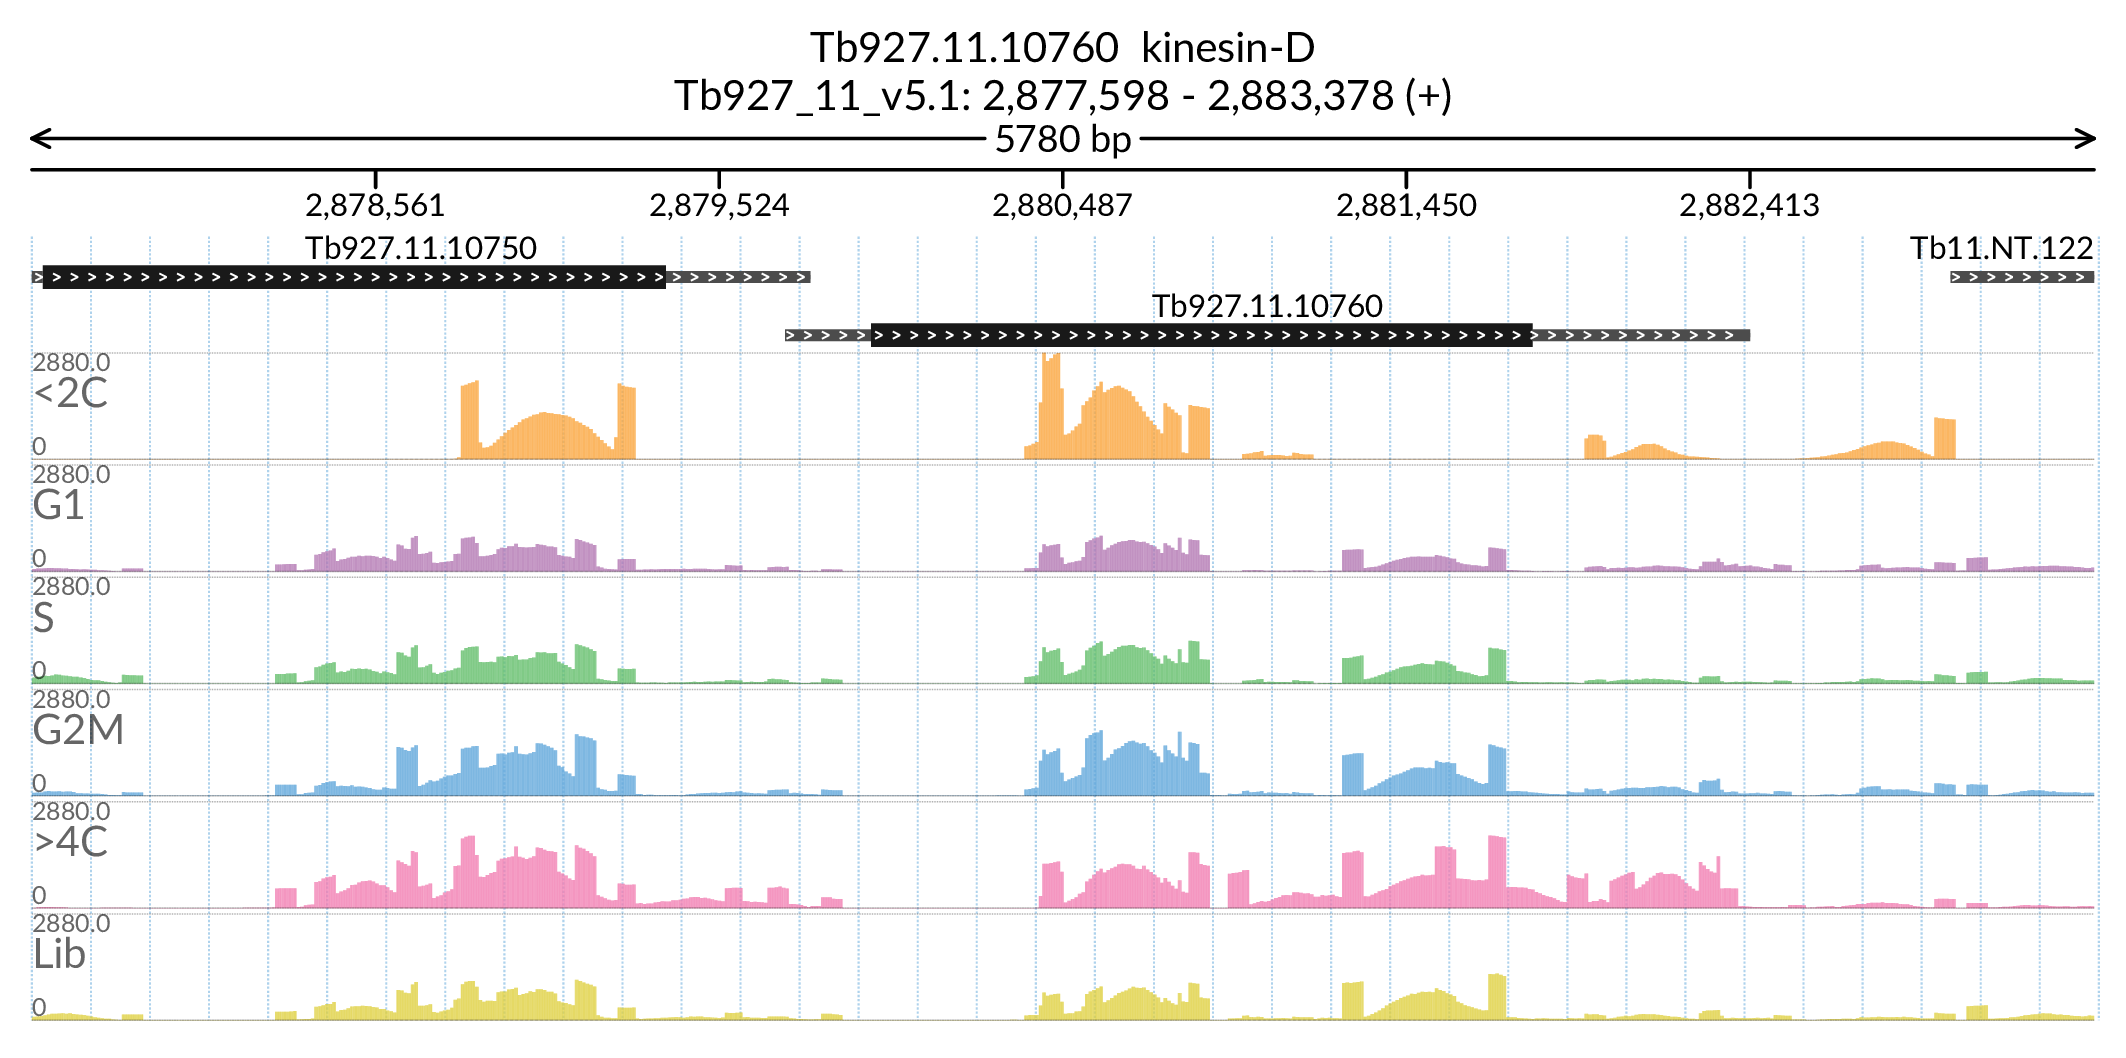 Tb927.11.10760 kinesin-D
Tb927_11_v5.1: 2,877,598 - 2,883,378 (+)
5780 bp
2,878,561 2,879,524 2,880,487 2,881,450 2,882,413
Tb927.11.10750 Tb11.NT.122
Tb927.11.10760
2880.0
<2C
0
2880.0
G1
0
2880.0
S
0
2880.0
G2M
0
2880.0
>4C
0
2880.0
Lib
0